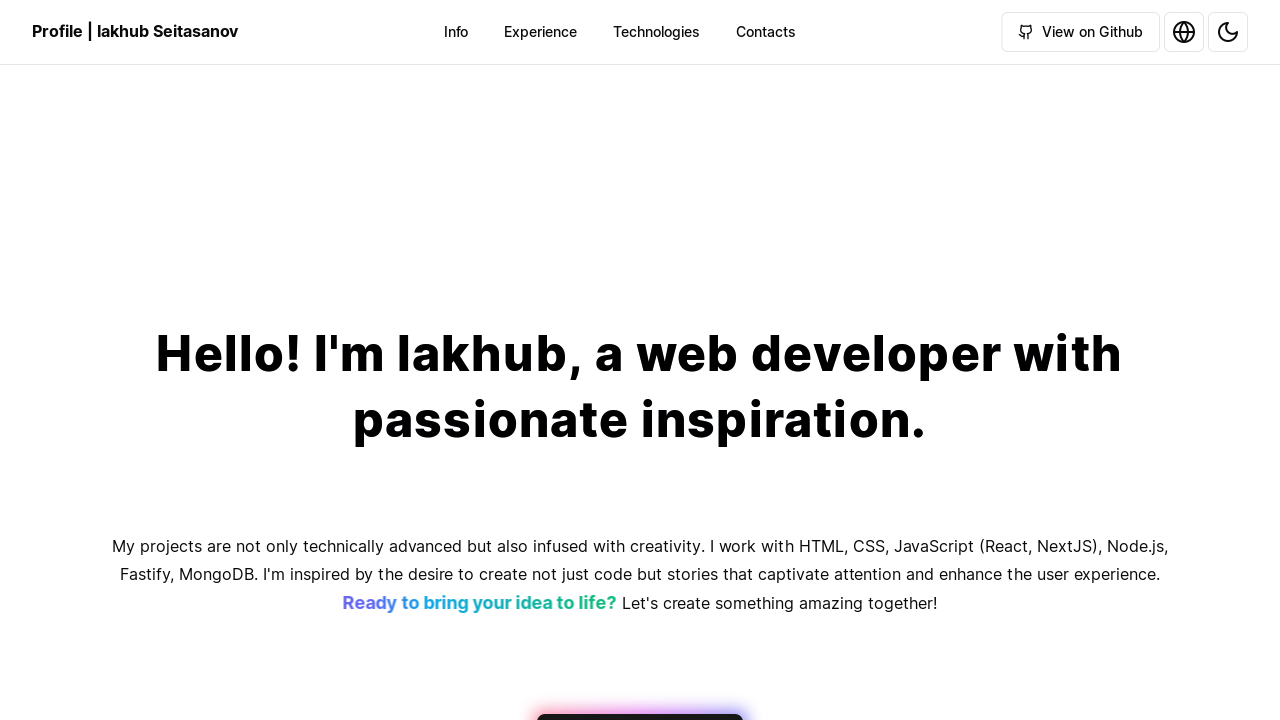 Profile | Iakhub Seitasanov
Info
Experience
Technologies
Contacts
View on Github
Hello! I'm Iakhub, a web developer with
passionate inspiration.
My projects are not only technically advanced but also infused with creativity. I work with HTML, CSS, JavaScript (React, NextJS), Node.js,
Fastify, MongoDB. I'm inspired by the desire to create not just code but stories that captivate attention and enhance the user experience.
Ready to bring your idea to life? Let's create something amazing together!